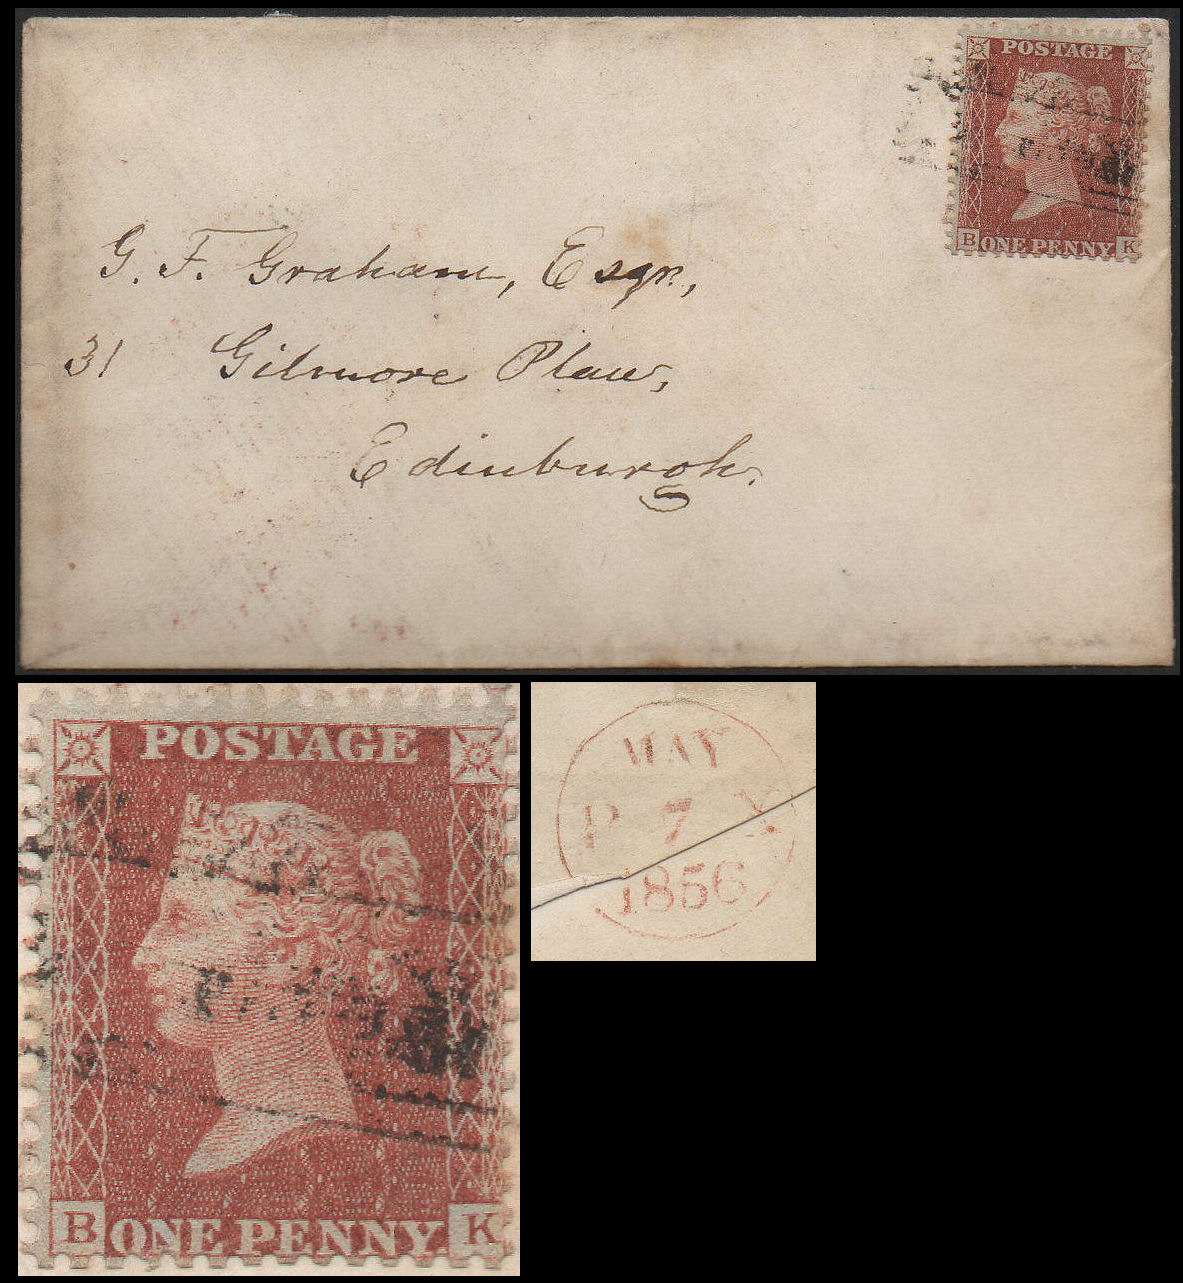 POSTAGE
B ONE PENNY K
G. F. Graham, Esqr.,
31 Gilmore Place,
Edinburgh.
POSTAGE
B ONE PENNY K
MAY
7
1856